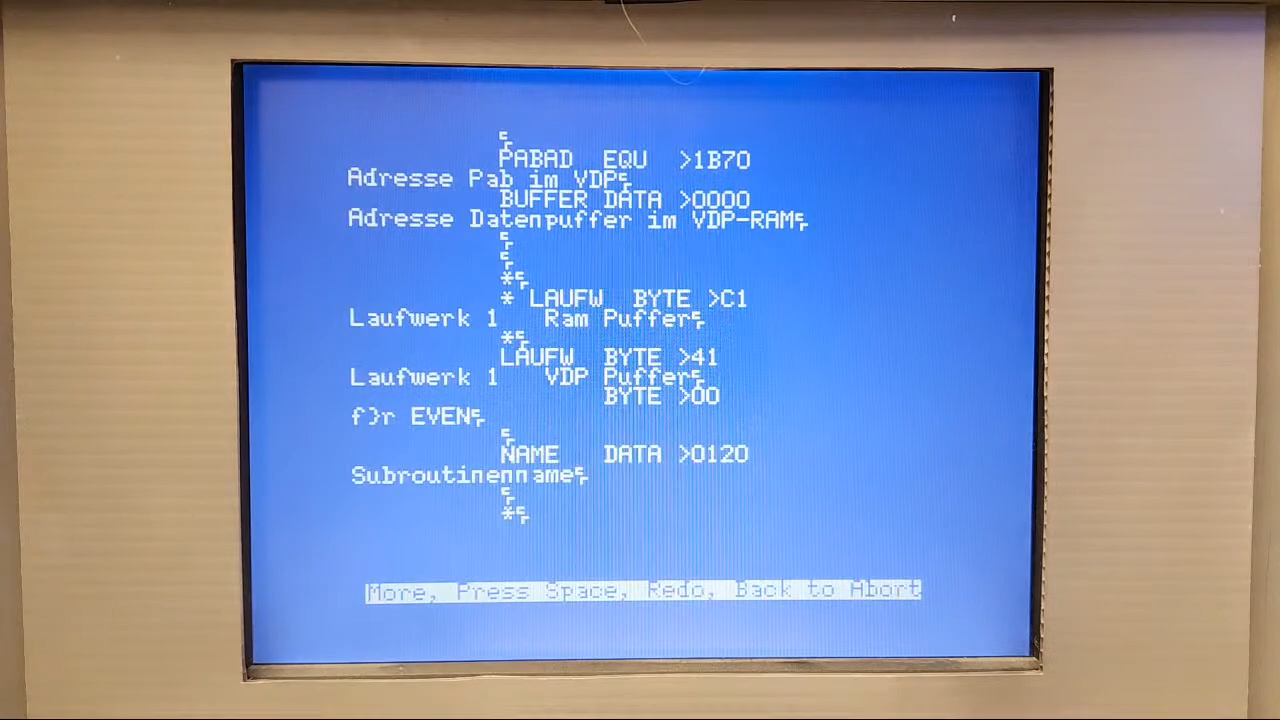 ␍
PABAD EQU >1B70
Adresse Pab im VDP␍
BUFFER DATA >0000
Adresse Datenpuffer im VDP-RAM␍
␍
␍
*␍
* LAUFW BYTE >C1
Laufwerk 1 Ram Puffer␍
*␍
LAUFW BYTE >41
Laufwerk 1 VDP Puffer␍
BYTE >00
f}r EVEN␍
␍
NAME DATA >0120
Subroutinenname␍
␍
*␍
More, Press Space, Redo, Back to Abort